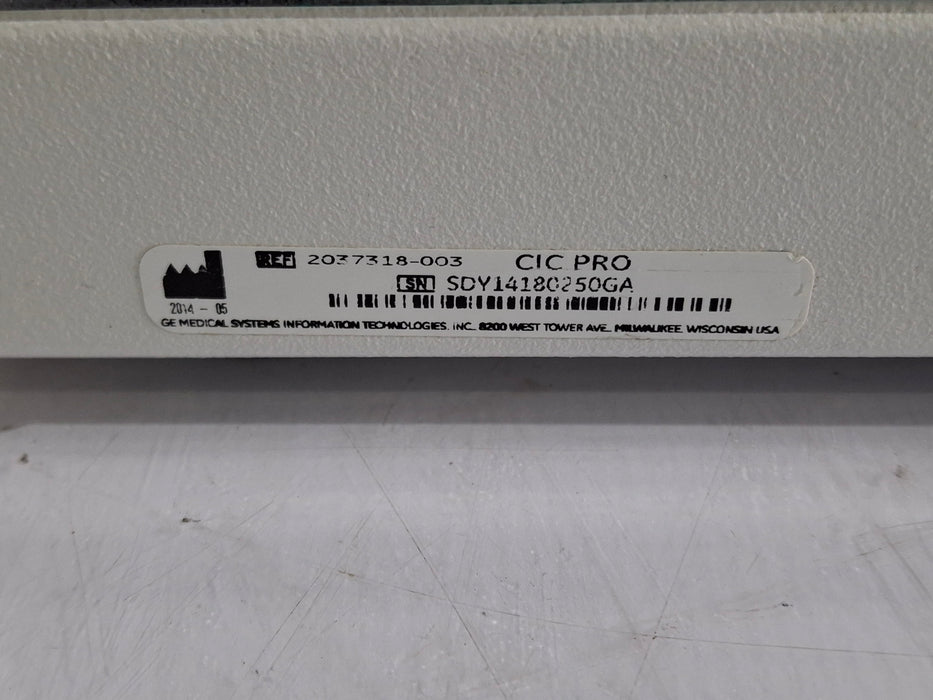 REF 2037318-003 CIC PRO
SN SDY14180250GA
2014 - 05
GE MEDICAL SYSTEMS INFORMATION TECHNOLOGIES, INC. 8200 WEST TOWER AVE., MILWAUKEE, WISCONSIN USA